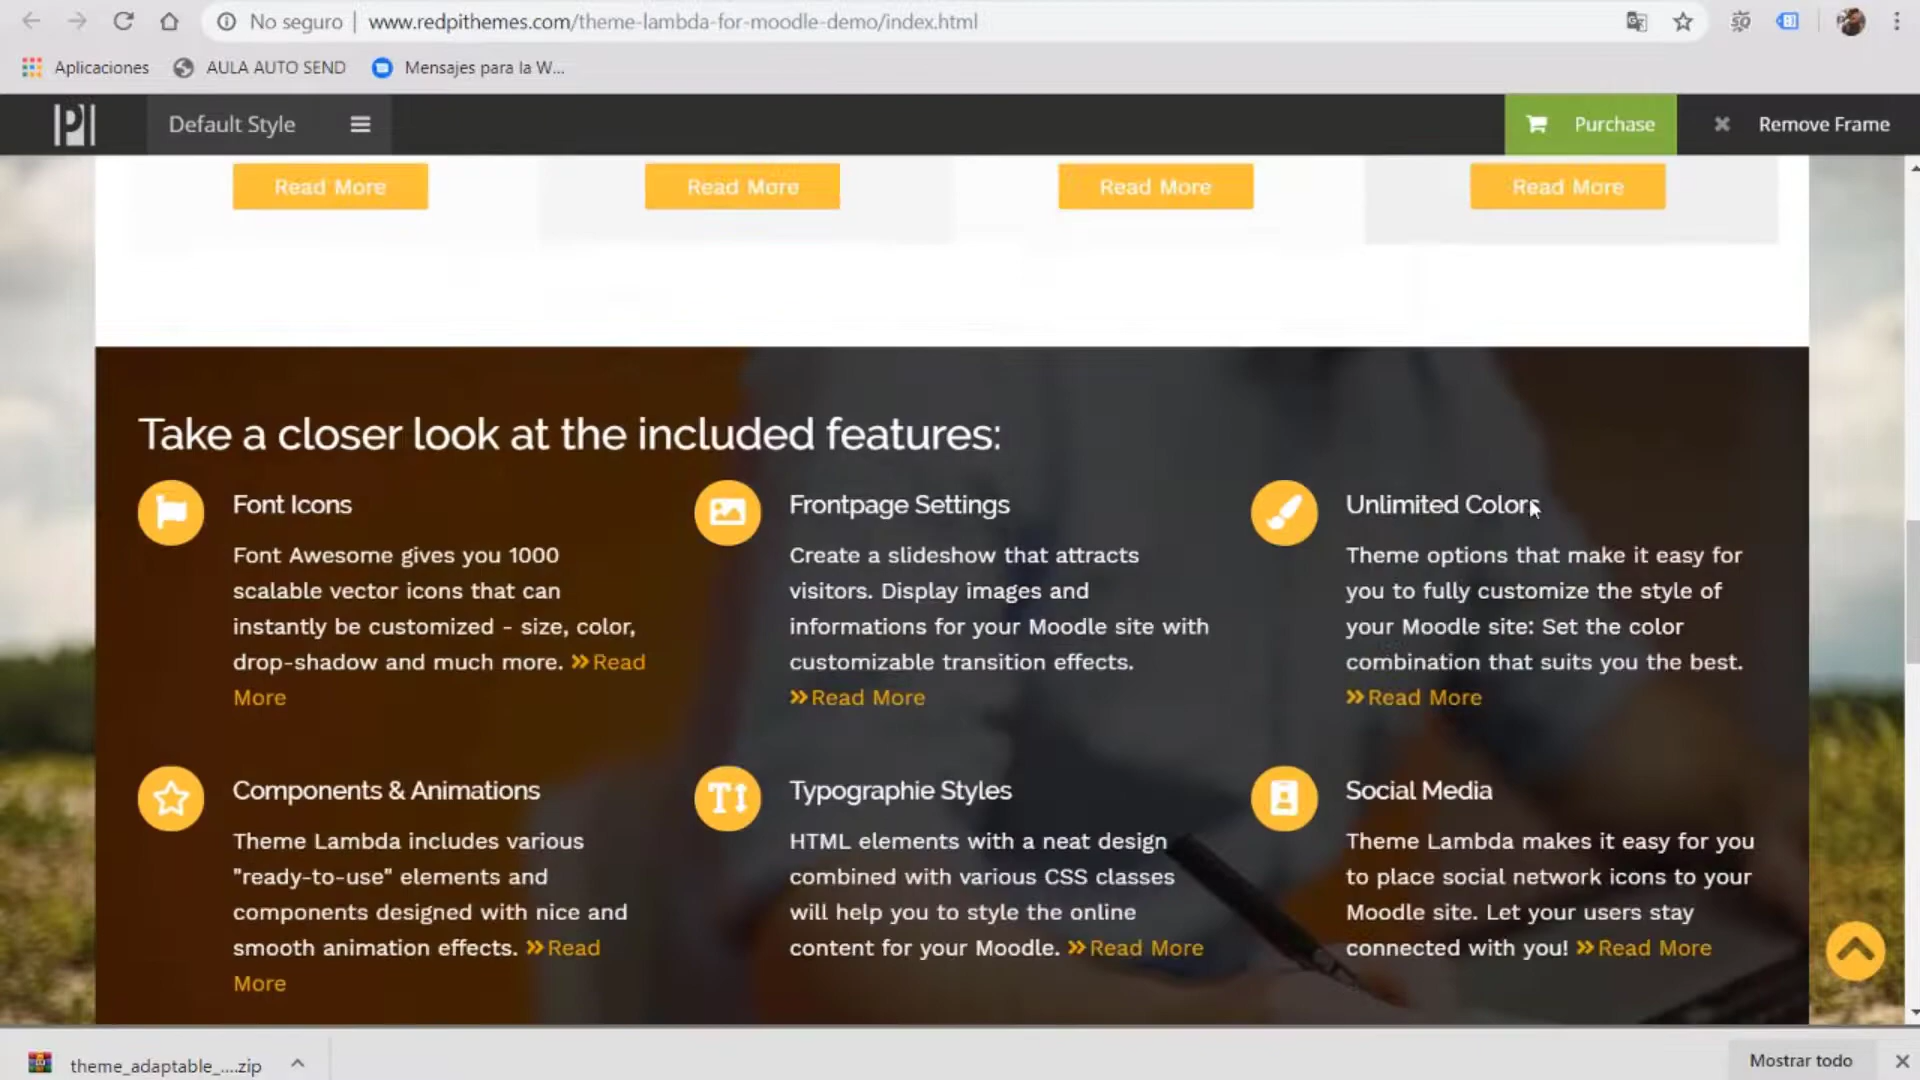 No seguro | www.redpithemes.com/theme-lambda-for-moodle-demo/index.html
Aplicaciones AULA AUTO SEND Mensajes para la W...
Default Style Purchase Remove Frame
Read More Read More Read More Read More
Take a closer look at the included features:
Font Icons
Font Awesome gives you 1000
scalable vector icons that can
instantly be customized - size, color,
drop-shadow and much more. »Read
More
Frontpage Settings
Create a slideshow that attracts
visitors. Display images and
informations for your Moodle site with
customizable transition effects.
»Read More
Unlimited Colors
Theme options that make it easy for
you to fully customize the style of
your Moodle site: Set the color
combination that suits you the best.
»Read More
Components & Animations
Theme Lambda includes various
"ready-to-use" elements and
components designed with nice and
smooth animation effects. »Read
More
Typographie Styles
HTML elements with a neat design
combined with various CSS classes
will help you to style the online
content for your Moodle. »Read More
Social Media
Theme Lambda makes it easy for you
to place social network icons to your
Moodle site. Let your users stay
connected with you! »Read More
theme_adaptable_....zip Mostrar todo